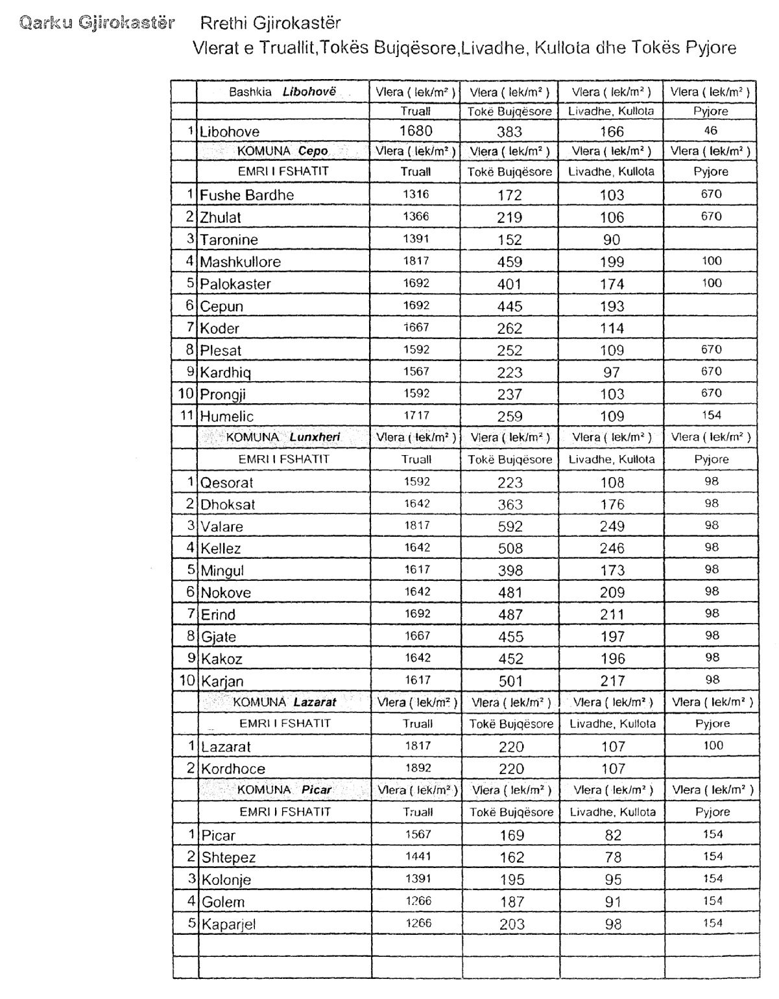 Qarku Gjirokastër Rrethi Gjirokastër
Vlerat e Truallit,Tokës Bujqësore,Livadhe, Kullota dhe Tokës Pyjore
Bashkia Libohovë Vlera ( lek/m² ) Vlera ( lek/m² ) Vlera ( lek/m² ) Vlera ( lek/m² )
Truall Tokë Bujqësore Livadhe, Kullota Pyjore
1 Libohove 1680 383 166 46
KOMUNA Cepo Vlera ( lek/m² ) Vlera ( lek/m² ) Vlera ( lek/m² ) Vlera ( lek/m² )
EMRI I FSHATIT Truall Tokë Bujqësore Livadhe, Kullota Pyjore
1 Fushe Bardhe 1316 172 103 670
2 Zhulat 1366 219 106 670
3 Taronine 1391 152 90
4 Mashkullore 1817 459 199 100
5 Palokaster 1692 401 174 100
6 Cepun 1692 445 193
7 Koder 1667 262 114
8 Plesat 1592 252 109 670
9 Kardhiq 1567 223 97 670
10 Prongji 1592 237 103 670
11 Humelic 1717 259 109 154
KOMUNA Lunxheri Vlera ( lek/m² ) Vlera ( lek/m² ) Vlera ( lek/m² ) Vlera ( lek/m² )
EMRI I FSHATIT Truall Tokë Bujqësore Livadhe, Kullota Pyjore
1 Qesorat 1592 223 108 98
2 Dhoksat 1642 363 176 98
3 Valare 1817 592 249 98
4 Kellez 1642 508 246 98
5 Mingul 1617 398 173 98
6 Nokove 1642 481 209 98
7 Erind 1692 487 211 98
8 Gjate 1667 455 197 98
9 Kakoz 1642 452 196 98
10 Karjan 1617 501 217 98
KOMUNA Lazarat Vlera ( lek/m² ) Vlera ( lek/m² ) Vlera ( lek/m² ) Vlera ( lek/m² )
EMRI I FSHATIT Truall Tokë Bujqësore Livadhe, Kullota Pyjore
1 Lazarat 1817 220 107 100
2 Kordhoce 1892 220 107
KOMUNA Picar Vlera ( lek/m² ) Vlera ( lek/m² ) Vlera ( lek/m² ) Vlera ( lek/m² )
EMRI I FSHATIT Truall Tokë Bujqësore Livadhe, Kullota Pyjore
1 Picar 1567 169 82 154
2 Shtepez 1441 162 78 154
3 Kolonje 1391 195 95 154
4 Golem 1266 187 91 154
5 Kaparjel 1266 203 98 154